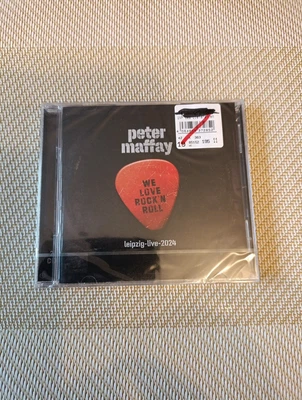 peter
maffay
WE
LOVE
ROCK'N
ROLL
leipzig-live-2024